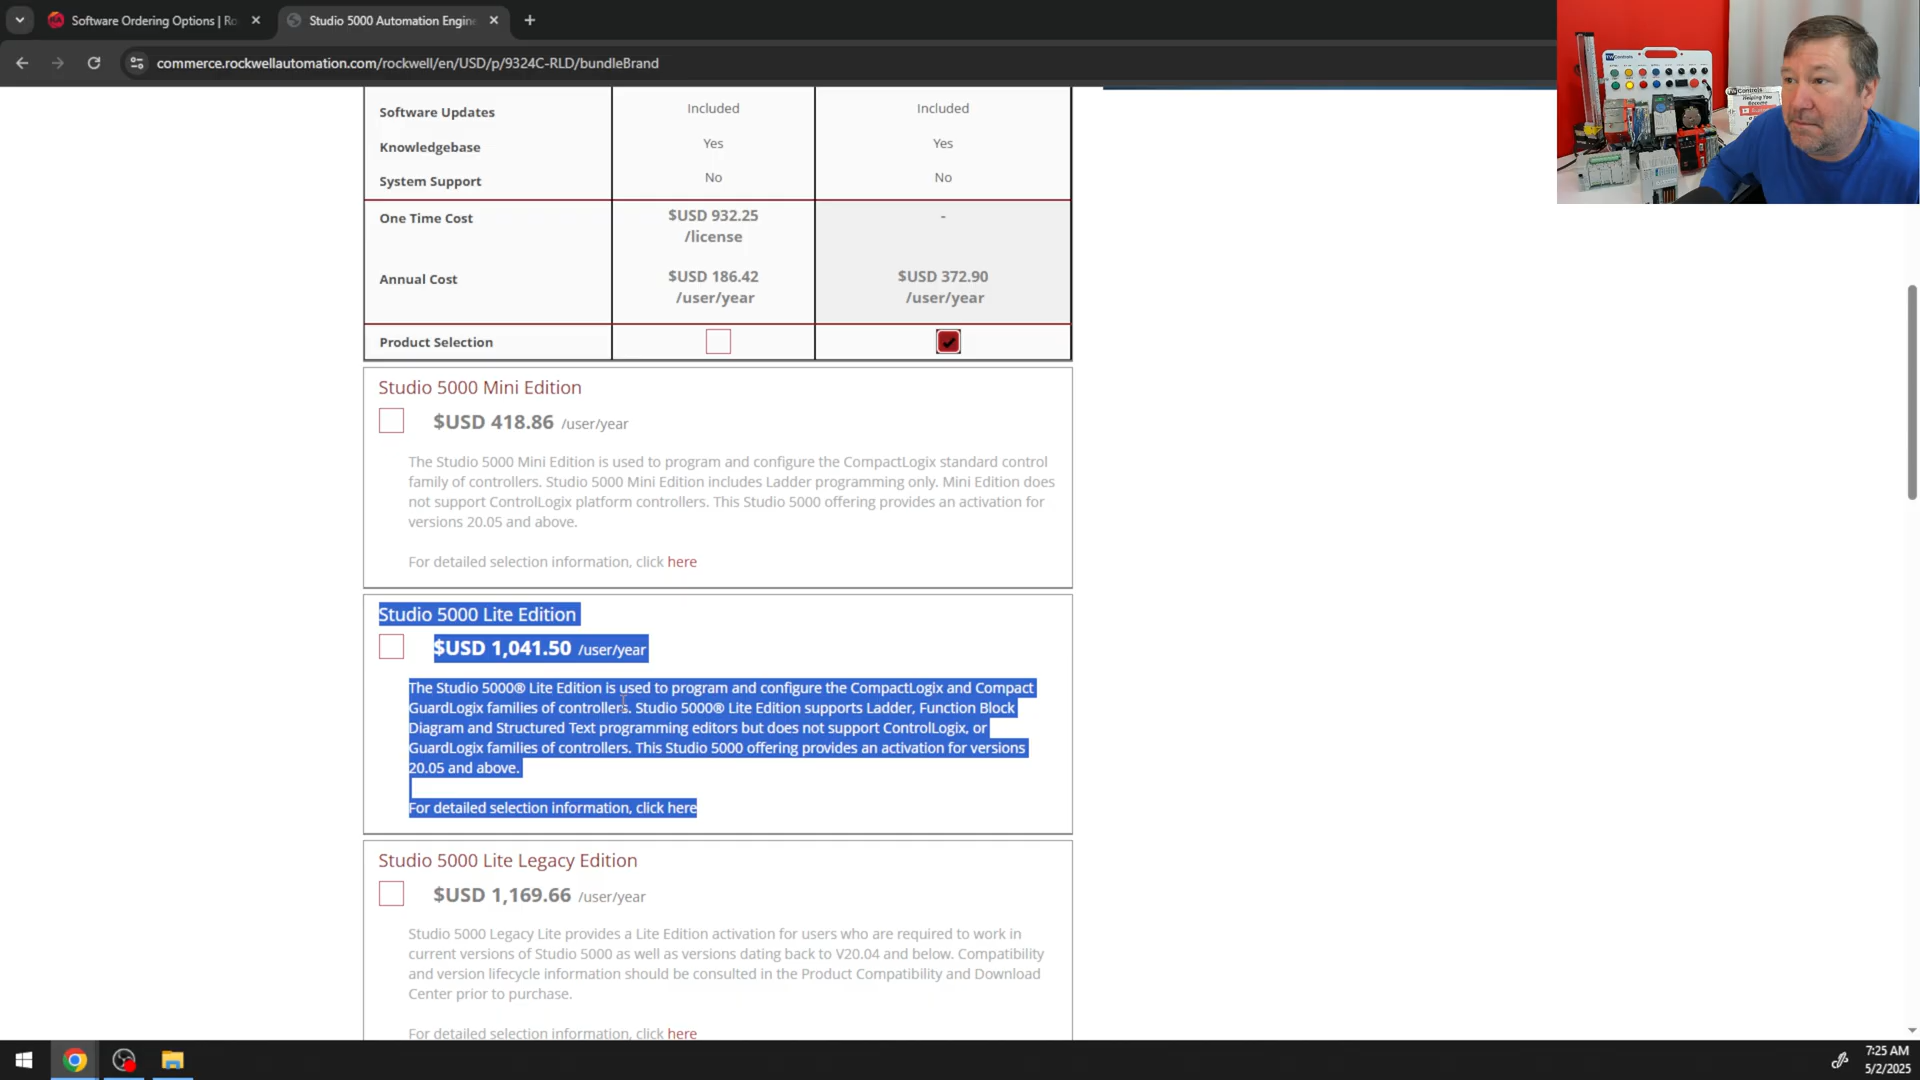 Software Ordering Options | Ro
Studio 5000 Automation Engine
commerce.rockwellautomation.com/rockwell/en/USD/p/9324C-RLD/bundleBrand
Software Updates Included Included
Knowledgebase Yes Yes
System Support No No
One Time Cost $USD 932.25 /license -
Annual Cost $USD 186.42 /user/year $USD 372.90 /user/year
Product Selection
Studio 5000 Mini Edition
$USD 418.86 /user/year
The Studio 5000 Mini Edition is used to program and configure the CompactLogix standard control
family of controllers. Studio 5000 Mini Edition includes Ladder programming only. Mini Edition does
not support ControlLogix platform controllers. This Studio 5000 offering provides an activation for
versions 20.05 and above.
For detailed selection information, click here
Studio 5000 Lite Edition
$USD 1,041.50 /user/year
The Studio 5000® Lite Edition is used to program and configure the CompactLogix and Compact
GuardLogix families of controllers. Studio 5000® Lite Edition supports Ladder, Function Block
Diagram and Structured Text programming editors but does not support ControlLogix, or
GuardLogix families of controllers. This Studio 5000 offering provides an activation for versions
20.05 and above.
For detailed selection information, click here
Studio 5000 Lite Legacy Edition
$USD 1,169.66 /user/year
Studio 5000 Legacy Lite provides a Lite Edition activation for users who are required to work in
current versions of Studio 5000 as well as versions dating back to V20.04 and below. Compatibility
and version lifecycle information should be consulted in the Product Compatibility and Download
Center prior to purchase.
For detailed selection information, click here
7:25 AM
5/2/2025